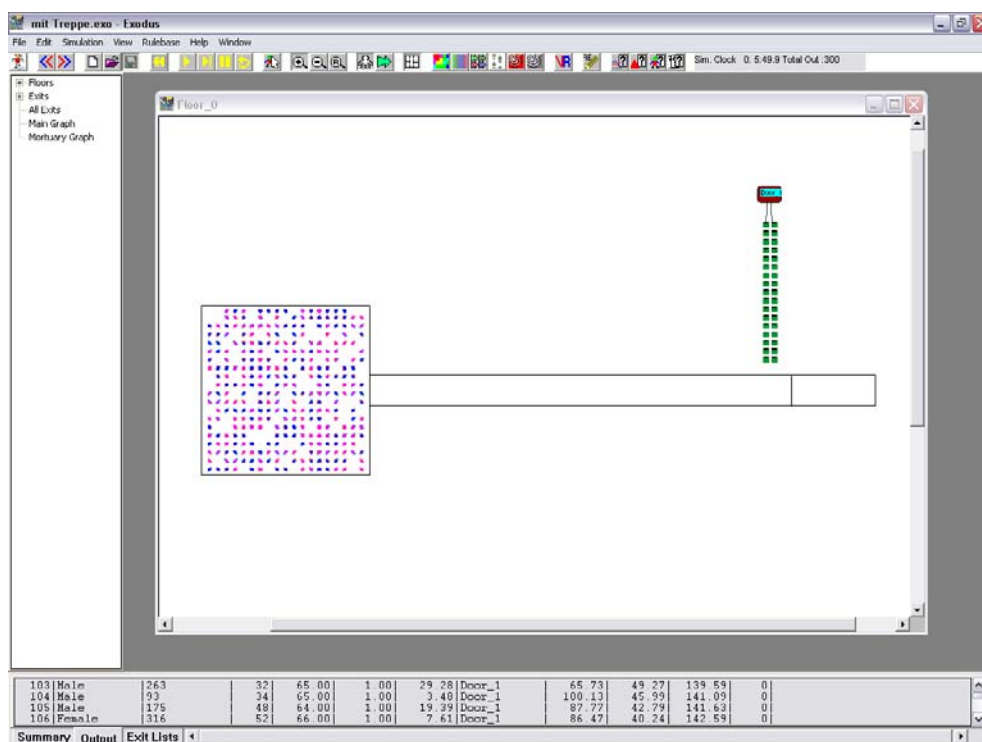 mit Treppe.exo - Exodus
File Edit Simulation View Rulebase Help Window
Sim. Clock 0: 5.49.9 Total Out :300
Floors
Exits
All Exits
Main Graph
Mortuary Graph
Floor_0
Door_1
103|Male |263 | 32| 65.00| 1.00| 29.28|Door_1 | 65.73| 49.27| 139.59| 0|
104|Male |93 | 34| 65.00| 1.00| 3.48|Door_1 | 100.13| 45.99| 141.09| 0|
105|Male |175 | 48| 64.00| 1.00| 19.39|Door_1 | 87.77| 42.79| 141.63| 0|
106|Female |316 | 52| 66.00| 1.00| 7.61|Door_1 | 86.47| 40.24| 142.59| 0|
Summary Output Exit Lists